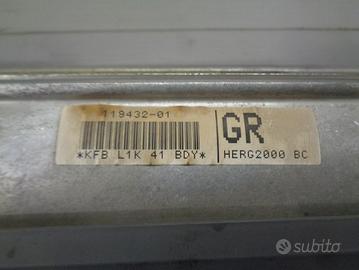 119432-01
*KFB L1K 41 BDY*
GR
HERG2000 BC
subito